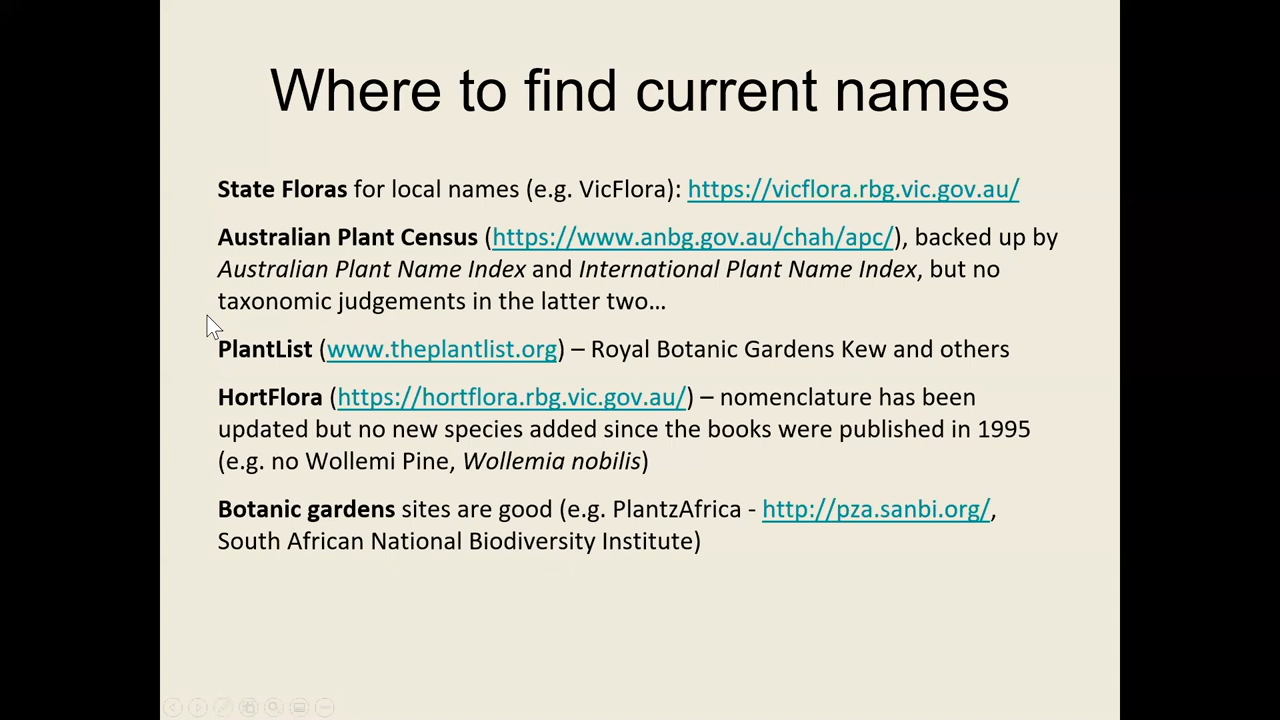 Where to find current names
State Floras for local names (e.g. VicFlora): https://vicflora.rbg.vic.gov.au/
Australian Plant Census (https://www.anbg.gov.au/chah/apc/), backed up by
Australian Plant Name Index and International Plant Name Index, but no
taxonomic judgements in the latter two…
PlantList (www.theplantlist.org) – Royal Botanic Gardens Kew and others
HortFlora (https://hortflora.rbg.vic.gov.au/) – nomenclature has been
updated but no new species added since the books were published in 1995
(e.g. no Wollemi Pine, Wollemia nobilis)
Botanic gardens sites are good (e.g. PlantzAfrica - http://pza.sanbi.org/,
South African National Biodiversity Institute)